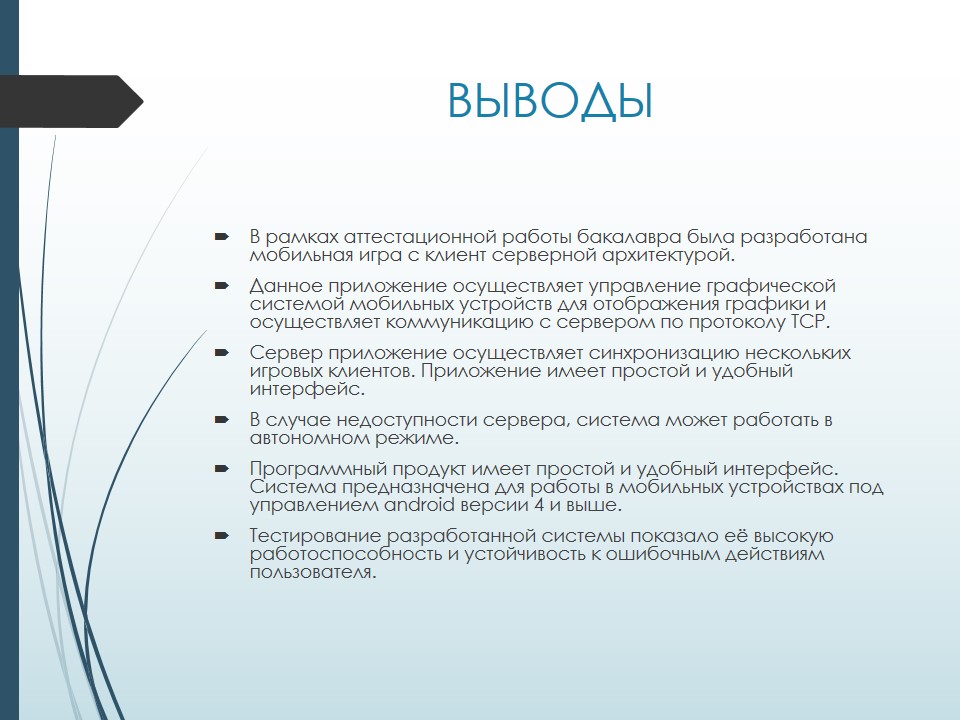 ВЫВОДЫ
В рамках аттестационной работы бакалавра была разработана
мобильная игра с клиент серверной архитектурой.
Данное приложение осуществляет управление графической
системой мобильных устройств для отображения графики и
осуществляет коммуникацию с сервером по протоколу TCP.
Сервер приложение осуществляет синхронизацию нескольких
игровых клиентов. Приложение имеет простой и удобный
интерфейс.
В случае недоступности сервера, система может работать в
автономном режиме.
Программный продукт имеет простой и удобный интерфейс.
Система предназначена для работы в мобильных устройствах под
управлением android версии 4 и выше.
Тестирование разработанной системы показало её высокую
работоспособность и устойчивость к ошибочным действиям
пользователя.